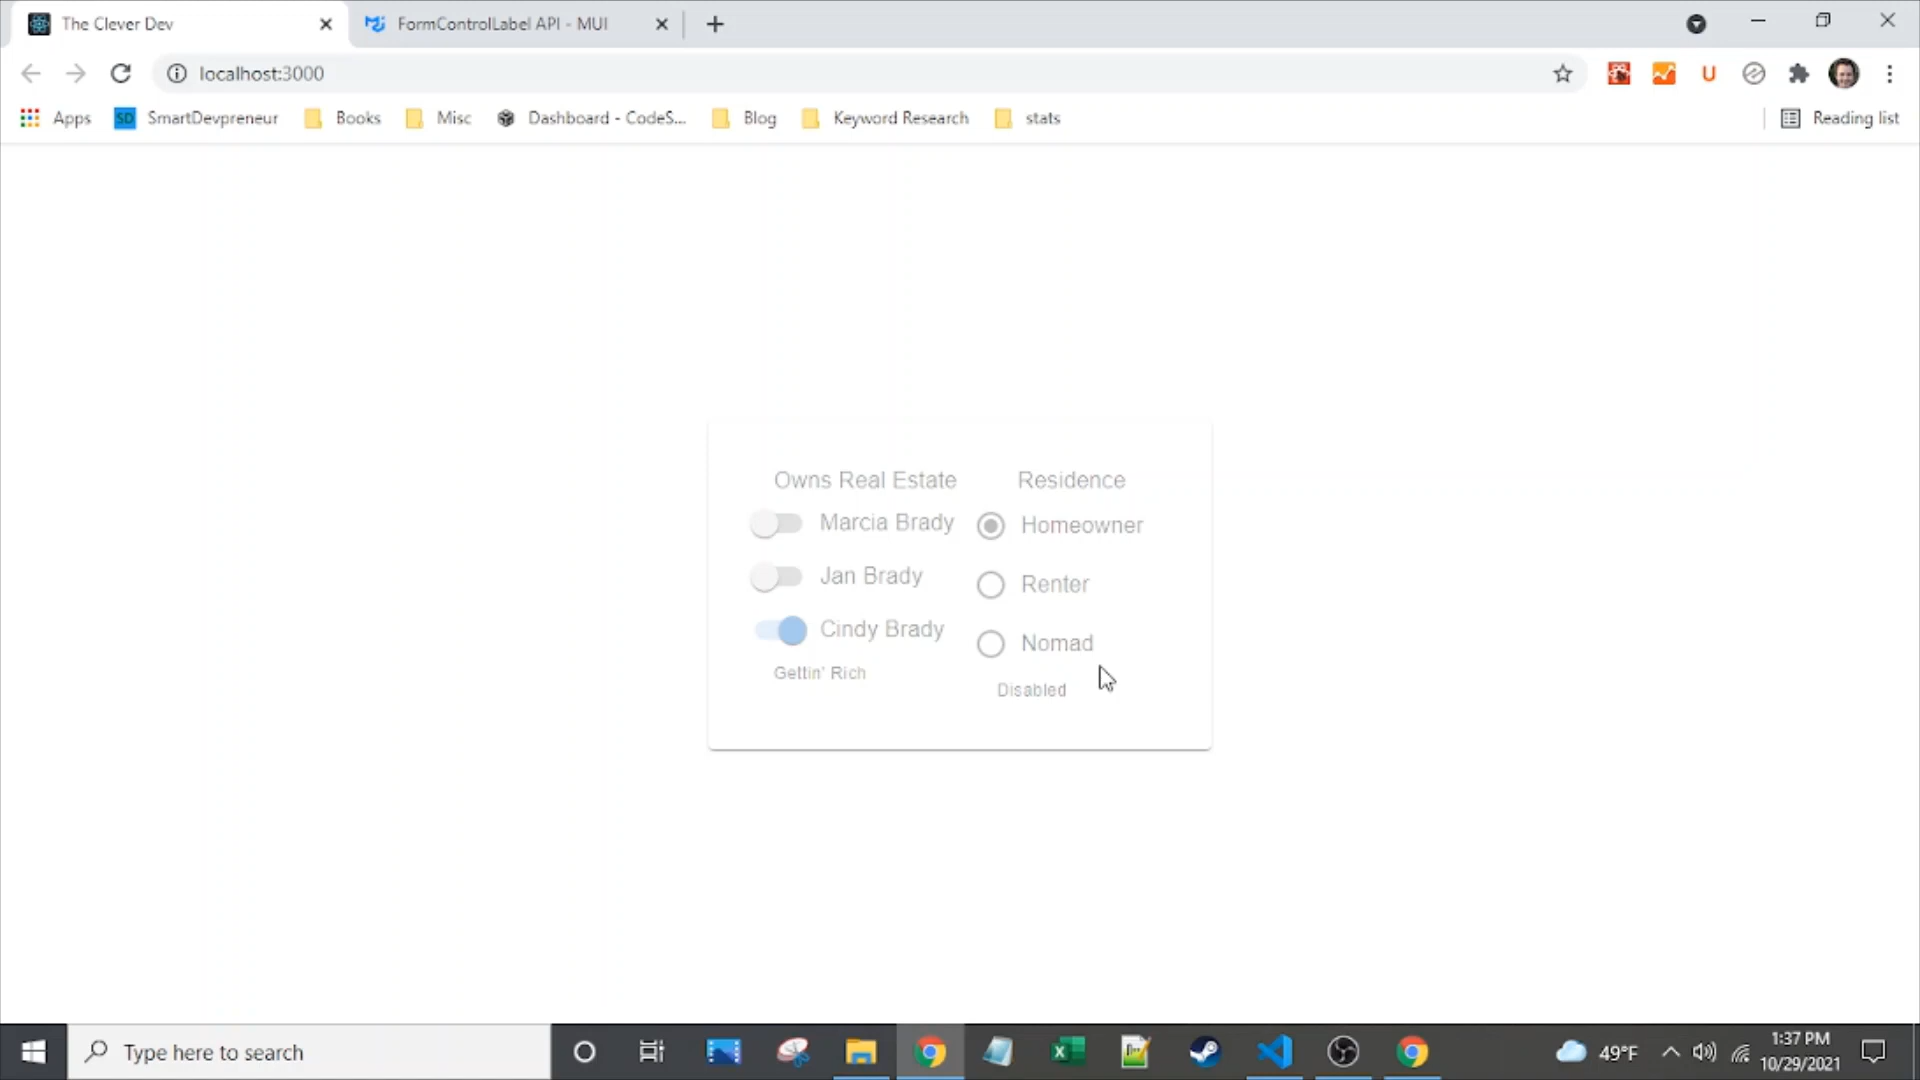 The Clever Dev
FormControlLabel API - MUI
localhost:3000
Apps
SD
SmartDevpreneur
Books
Misc
Dashboard - CodeS...
Blog
Keyword Research
stats
Reading list
Owns Real Estate
Residence
Marcia Brady
Homeowner
Jan Brady
Renter
Cindy Brady
Nomad
Gettin' Rich
Disabled
Type here to search
49°F
1:37 PM
10/29/2021